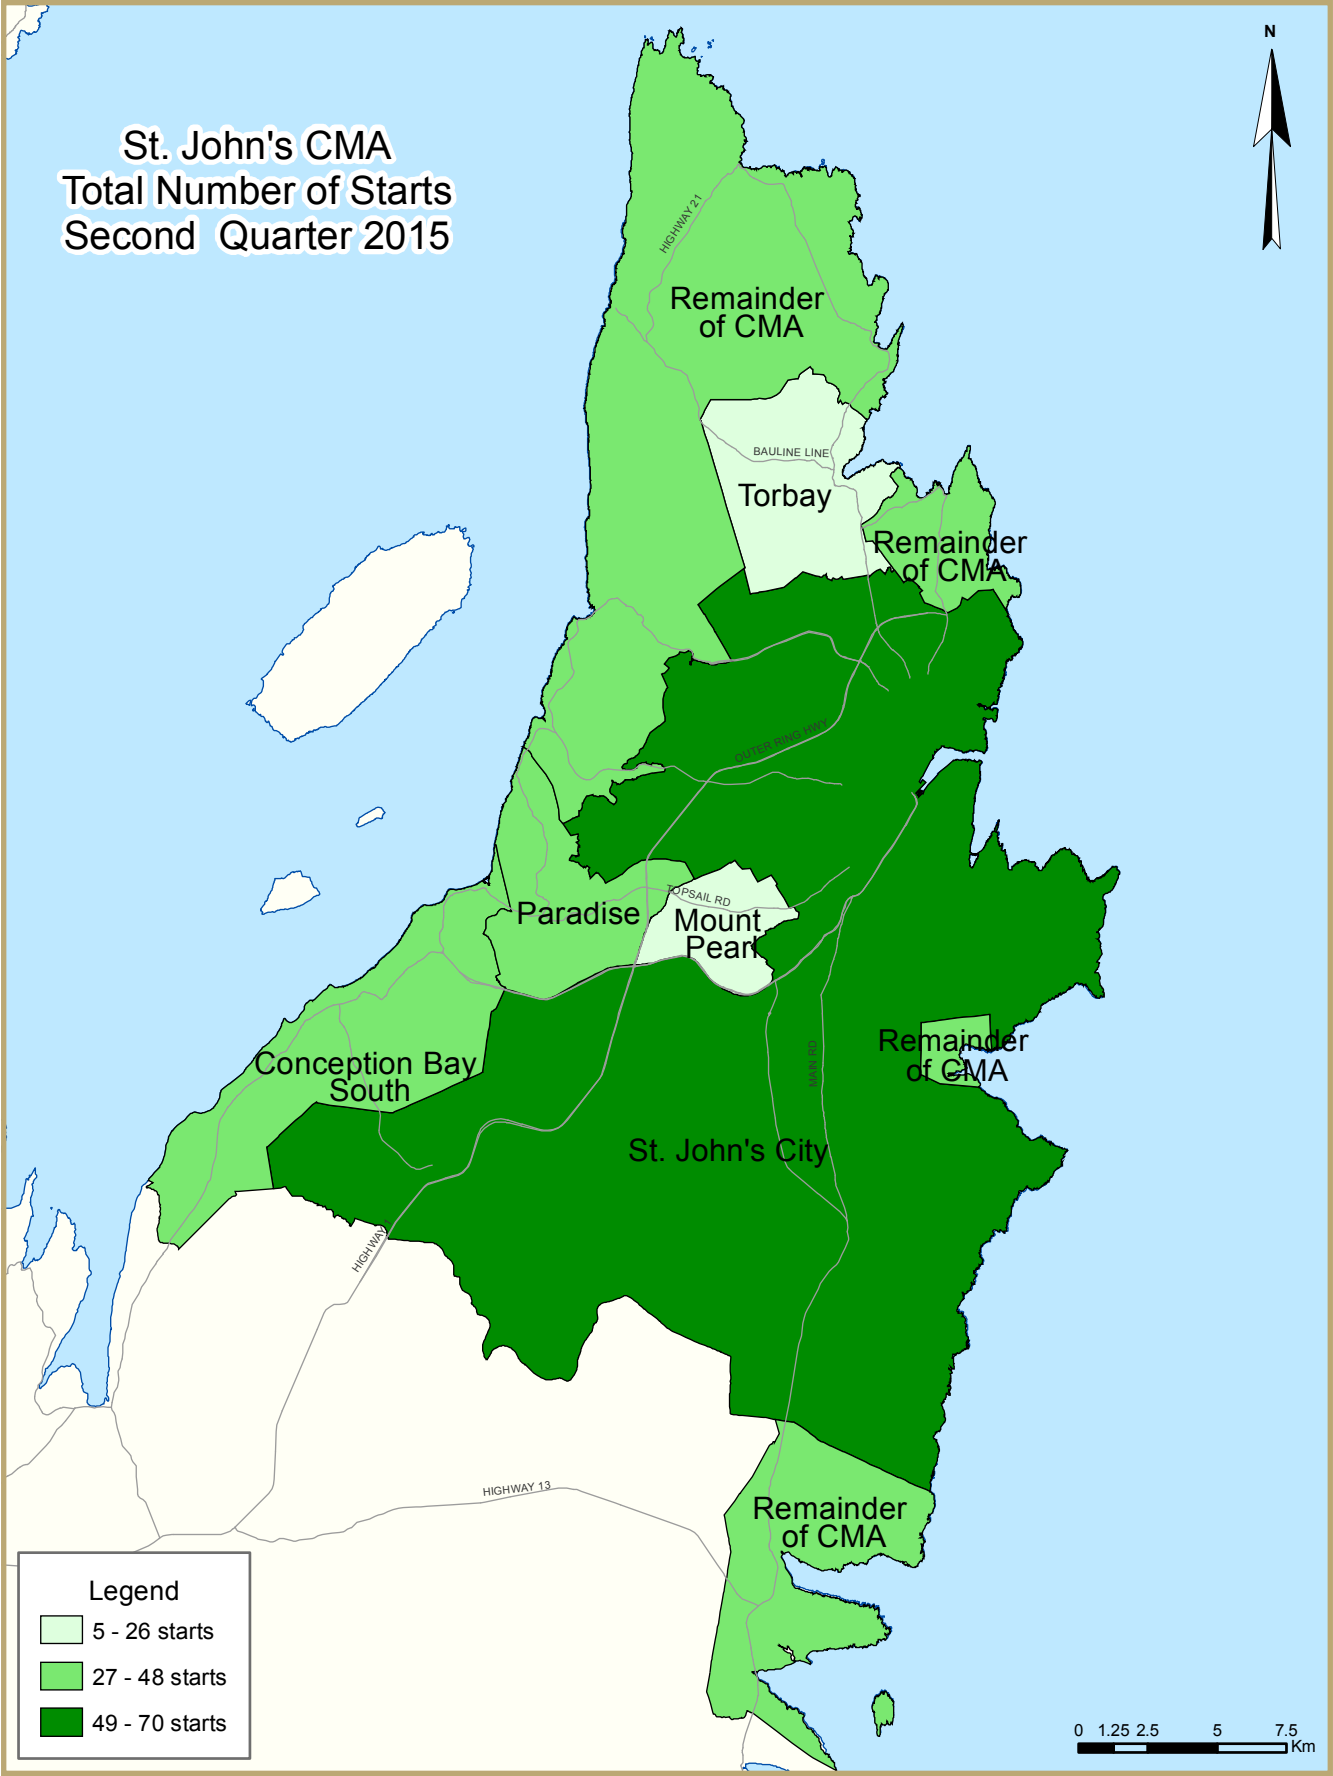 N
St. John's CMA
Total Number of Starts
Second Quarter 2015
HIGHWAY 21
Remainder
of CMA
BAULINE LINE
Torbay
Remainder
of CMA
OUTER RING HWY
TOPSAIL RD
Paradise
Mount
Pearl
Remainder
of CMA
MAIN RD
Conception Bay
South
St. John's City
HIGHWAY 1
HIGHWAY 13
Remainder
of CMA
Legend
5 - 26 starts
27 - 48 starts
49 - 70 starts
0 1.25 2.5 5 7.5
Km